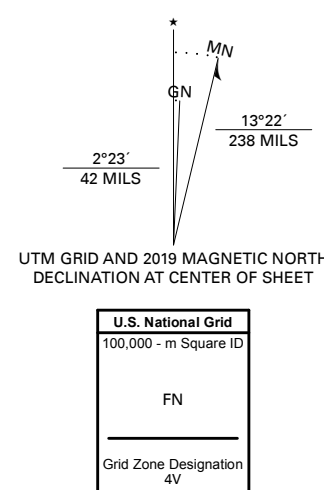 MN
GN
13°22´
238 MILS
2°23´
42 MILS
UTM GRID AND 2019 MAGNETIC NORTH
DECLINATION AT CENTER OF SHEET
U.S. National Grid
100,000 - m Square ID
FN
Grid Zone Designation
4V